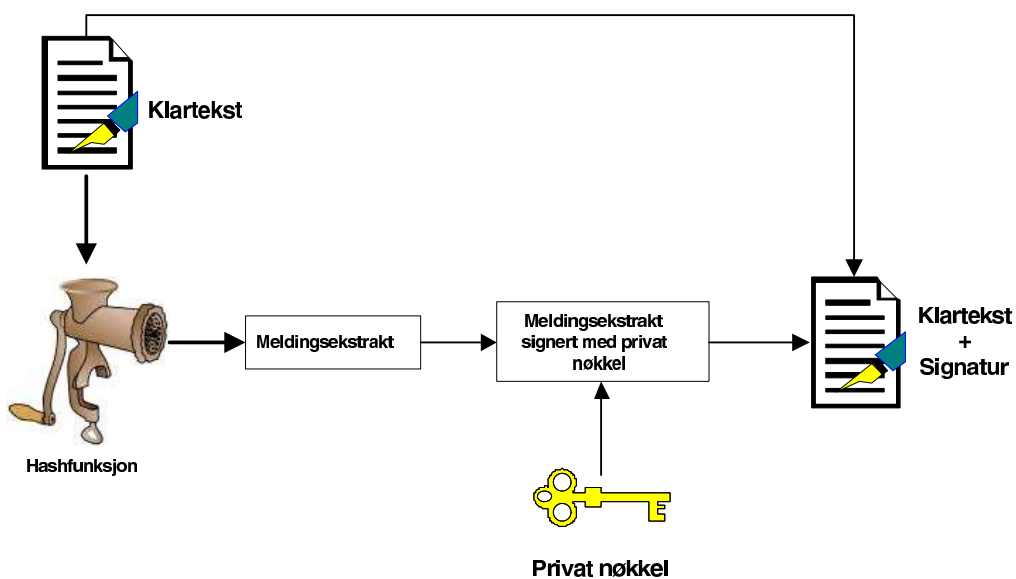 Klartekst
Meldingsekstrakt
Meldingsekstrakt
signert med privat
nøkkel
Klartekst
+
Signatur
Hashfunksjon
Privat nøkkel